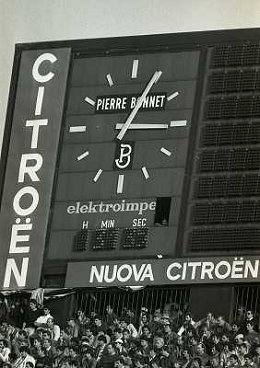 CITROËN
PIERRE BONNET
B
elektroimpe
H MIN SEC
NUOVA CITROËN